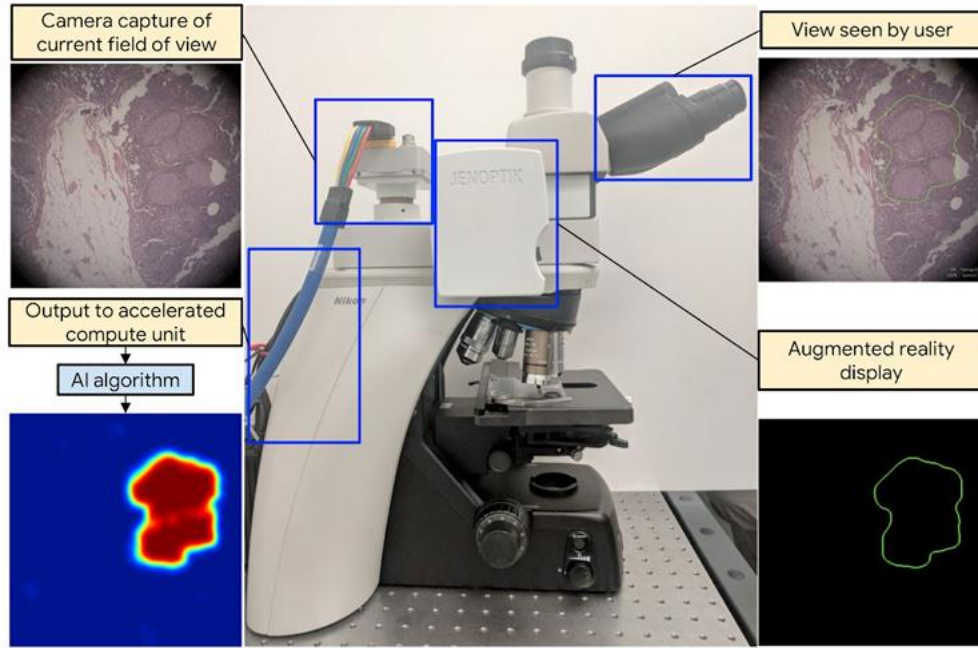 Camera capture of
current field of view
View seen by user
JENOPTIK
Nikon
Output to accelerated
compute unit
AI algorithm
Augmented reality
display